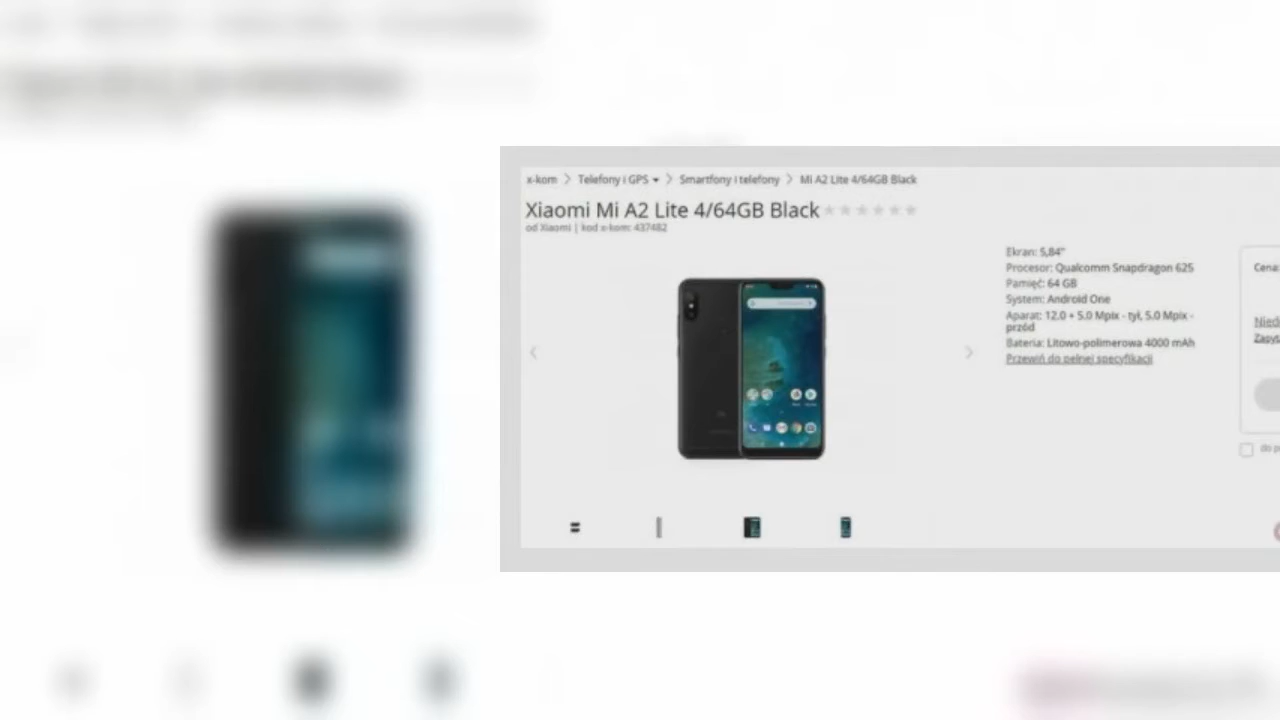 x-kom > Telefony i GPS > Smartfony i telefony > Mi A2 Lite 4/64GB Black
Xiaomi Mi A2 Lite 4/64GB Black
od Xiaomi | kod x-kom: 437482
Ekran: 5,84"
Procesor: Qualcomm Snapdragon 625
Pamięć: 64 GB
System: Android One
Aparat: 12.0 + 5.0 Mpix - tył, 5.0 Mpix -
przód
Bateria: Litowo-polimerowa 4000 mAh
Przewiń do pełnej specyfikacji
Cena:
do p